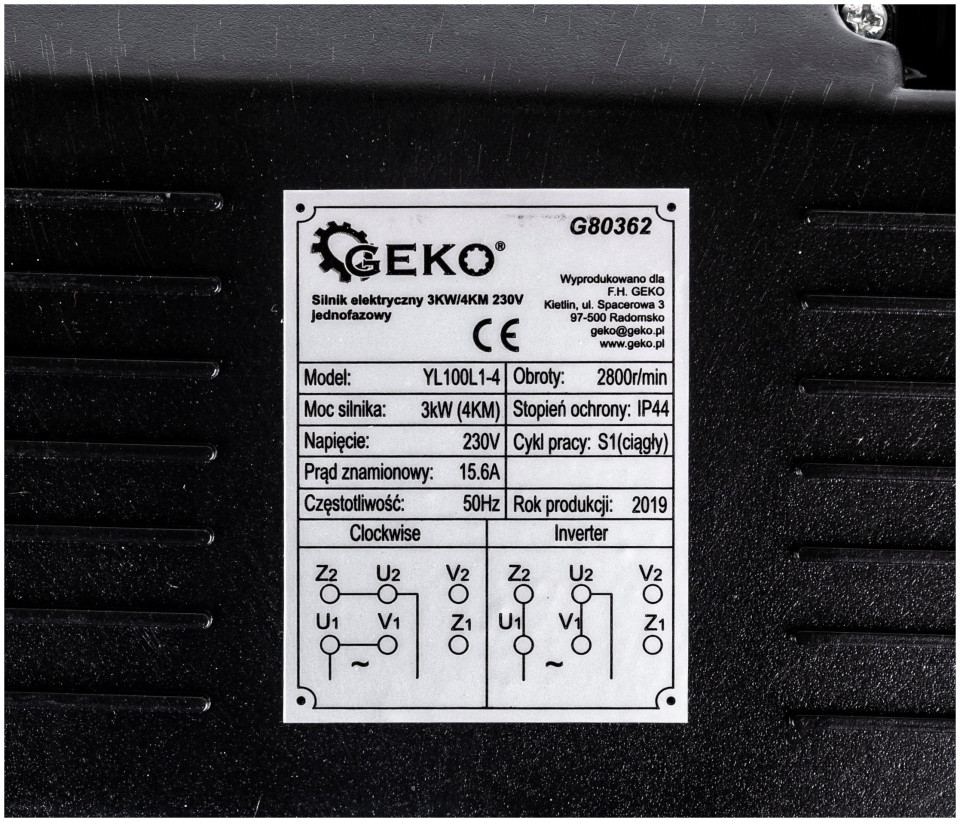 GEKO®
G80362
Silnik elektryczny 3KW/4KM 230V
jednofazowy
CE
Wyprodukowano dla
F.H. GEKO
Kietlin, ul. Spacerowa 3
97-500 Radomsko
geko@geko.pl
www.geko.pl
Model: YL100L1-4 Obroty: 2800r/min
Moc silnika: 3kW (4KM) Stopień ochrony: IP44
Napięcie: 230V Cykl pracy: S1(ciągły)
Prąd znamionowy: 15.6A
Częstotliwość: 50Hz Rok produkcji: 2019
Clockwise Inverter
Z2 U2 V2 Z2 U2 V2
U1 V1 Z1 U1 V1 Z1
~ ~